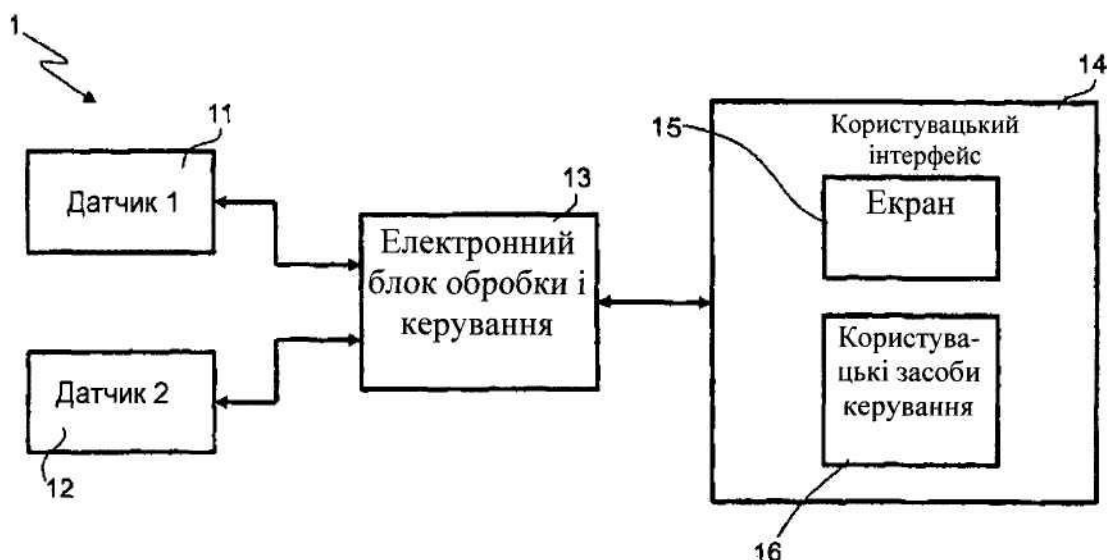 1
11
Датчик 1
Датчик 2
12
13
Електронний
блок обробки і
керування
14
Користувацький
інтерфейс
15
Екран
Користува-
цькі засоби
керування
16